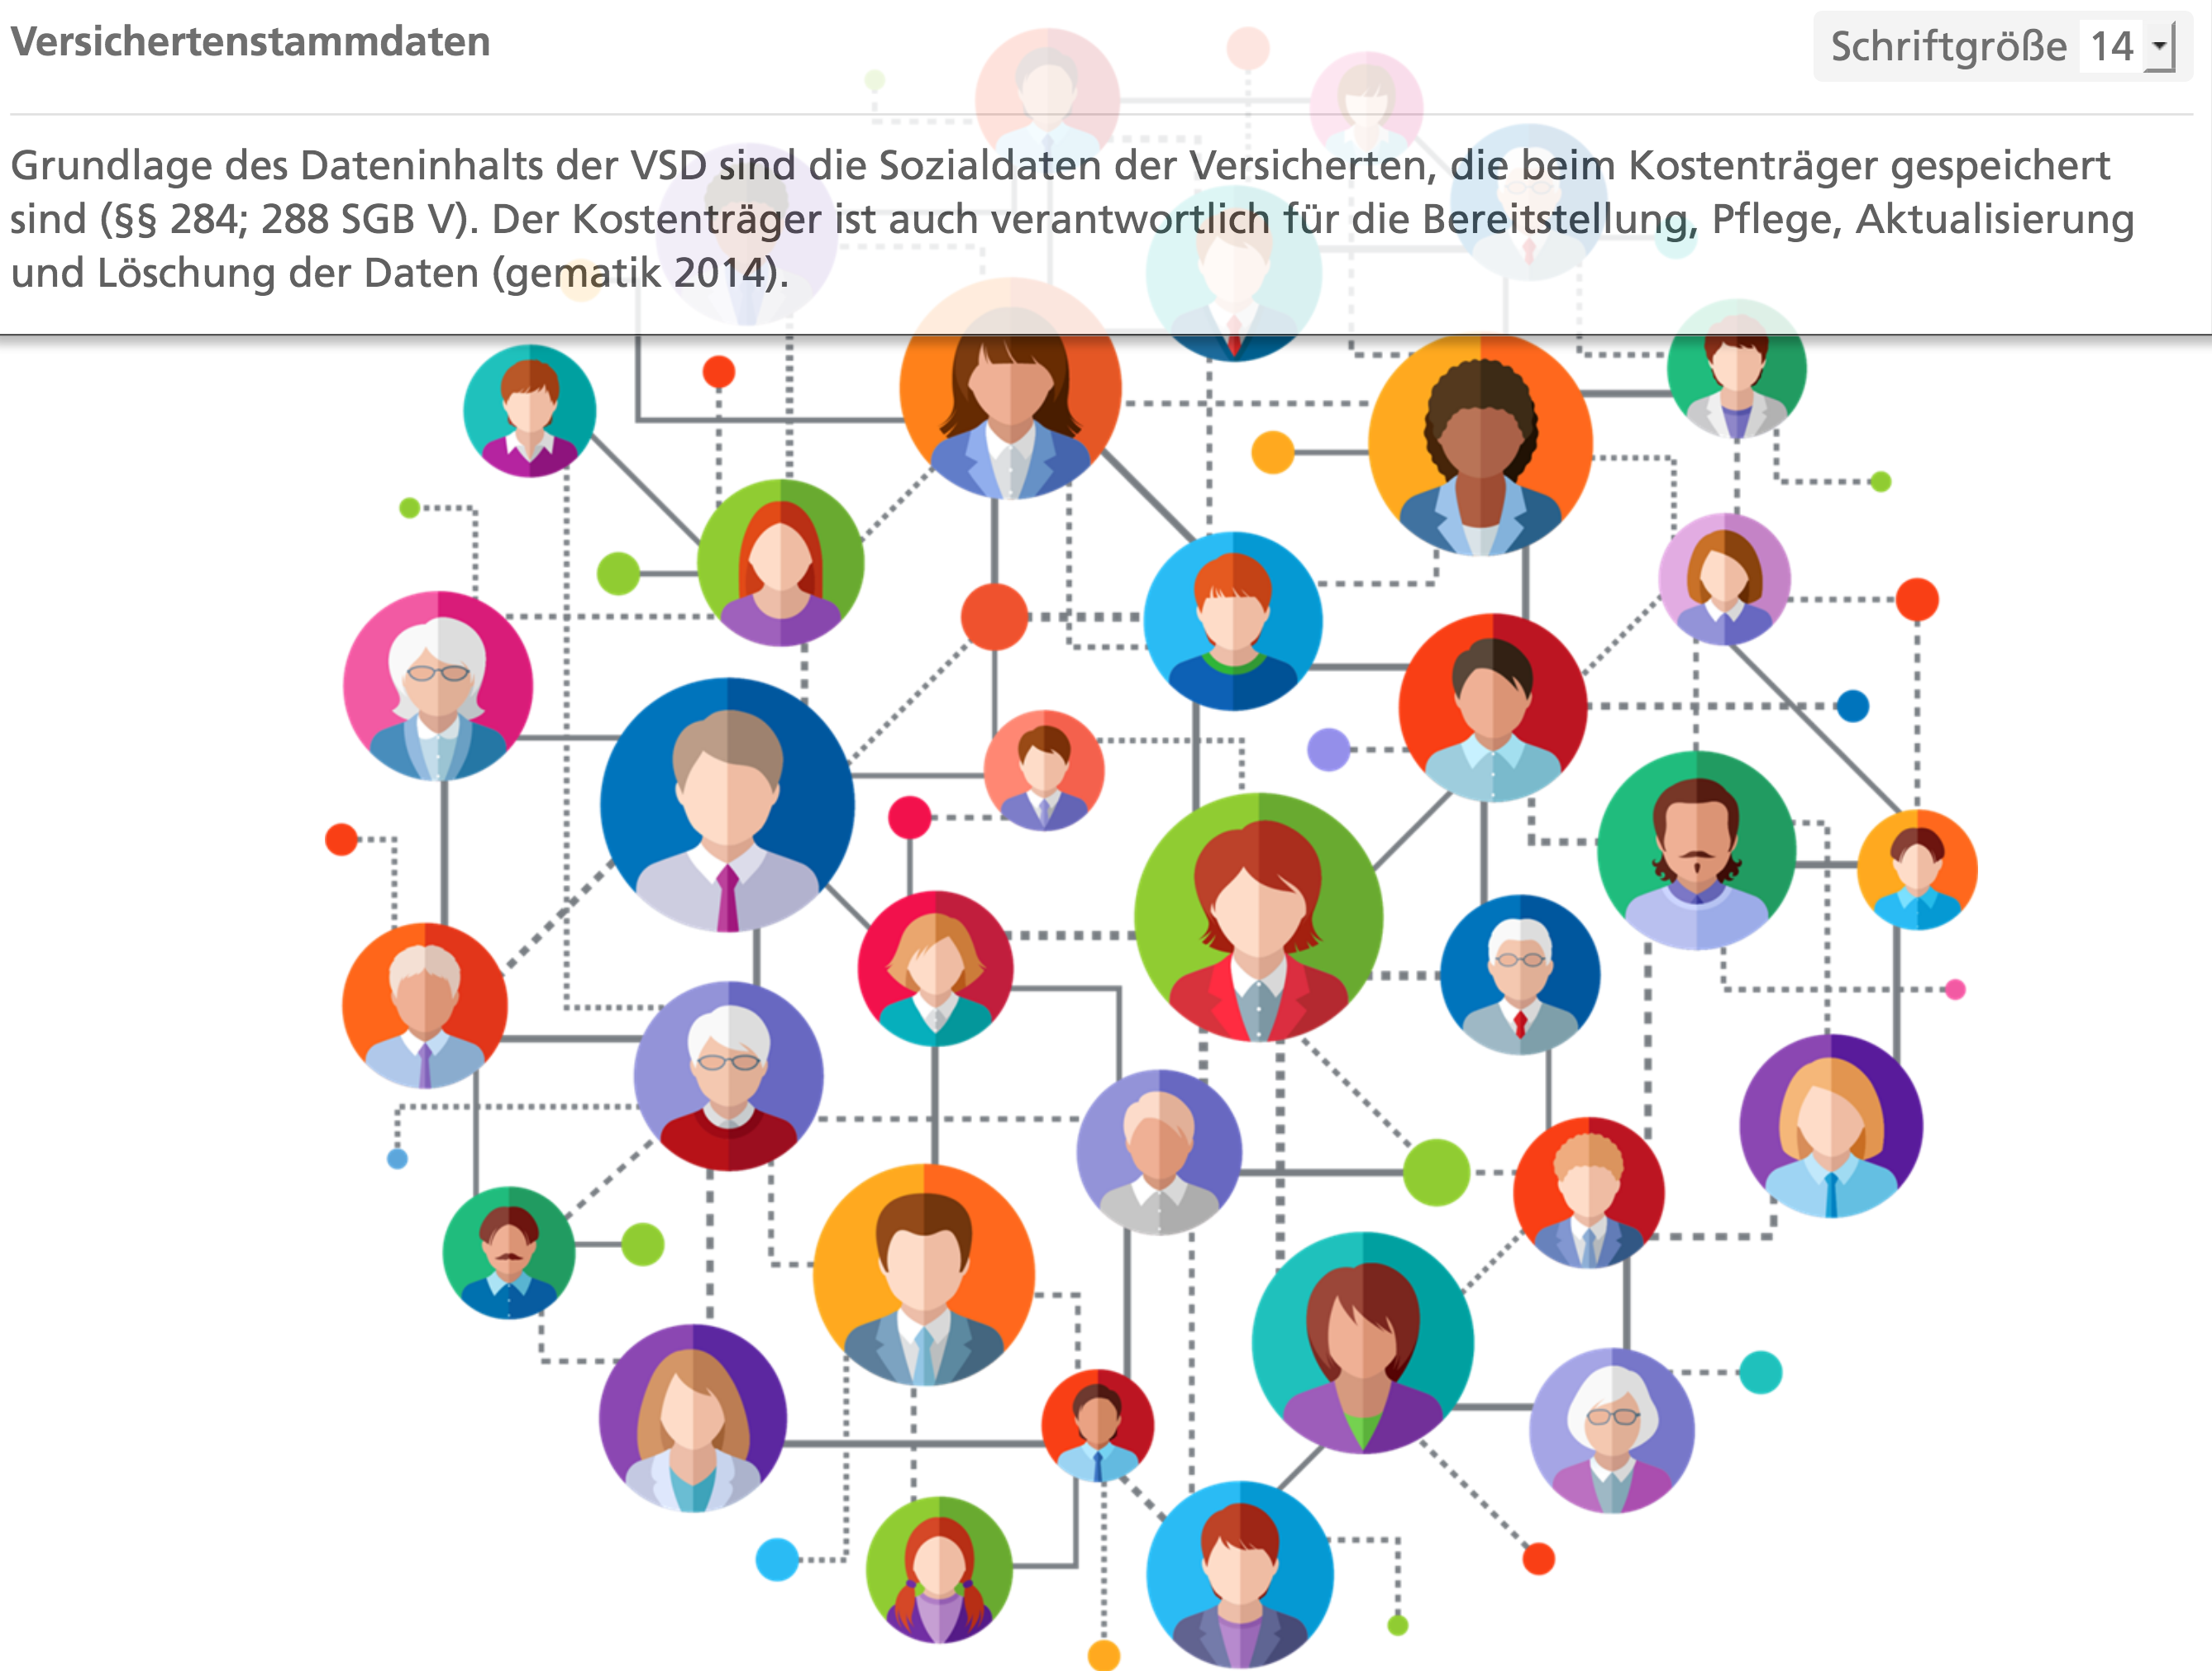 Versichertenstammdaten
Schriftgröße 14
Grundlage des Dateninhalts der VSD sind die Sozialdaten der Versicherten, die beim Kostenträger gespeichert
sind (§§ 284; 288 SGB V). Der Kostenträger ist auch verantwortlich für die Bereitstellung, Pflege, Aktualisierung
und Löschung der Daten (gematik 2014).